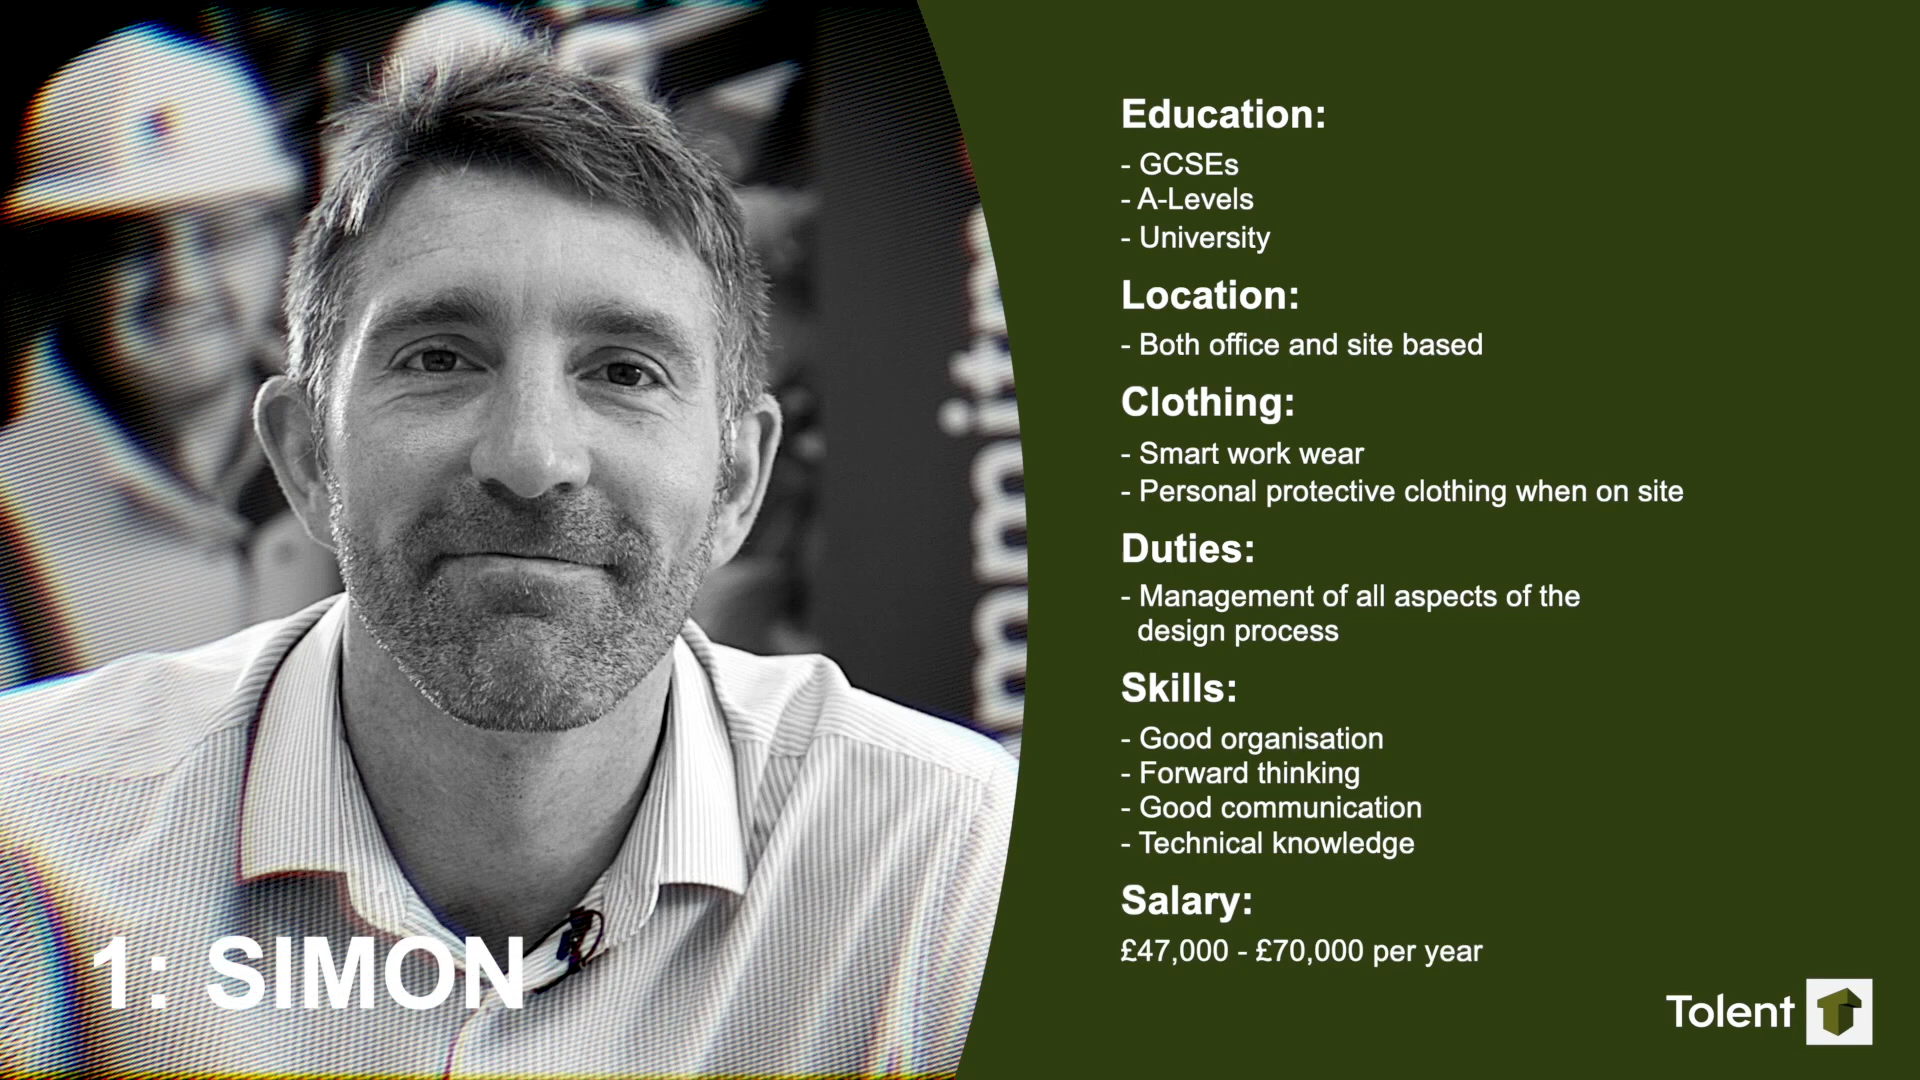 Education:
- GCSEs
- A-Levels
- University
Location:
- Both office and site based
Clothing:
- Smart work wear
- Personal protective clothing when on site
Duties:
- Management of all aspects of the
design process
Skills:
- Good organisation
- Forward thinking
- Good communication
- Technical knowledge
Salary:
£47,000 - £70,000 per year
1: SIMON
Tolent